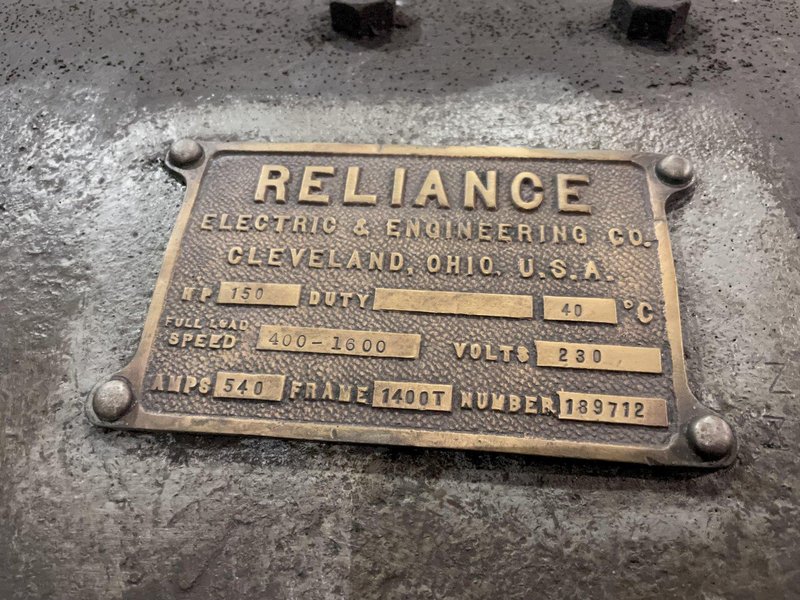 RELIANCE
ELECTRIC & ENGINEERING CO.
CLEVELAND, OHIO, U.S.A.
HP 150 DUTY 40 °C
FULL LOAD
SPEED 400-1600 VOLTS 230
AMPS 540 FRAME 1400T NUMBER 189712